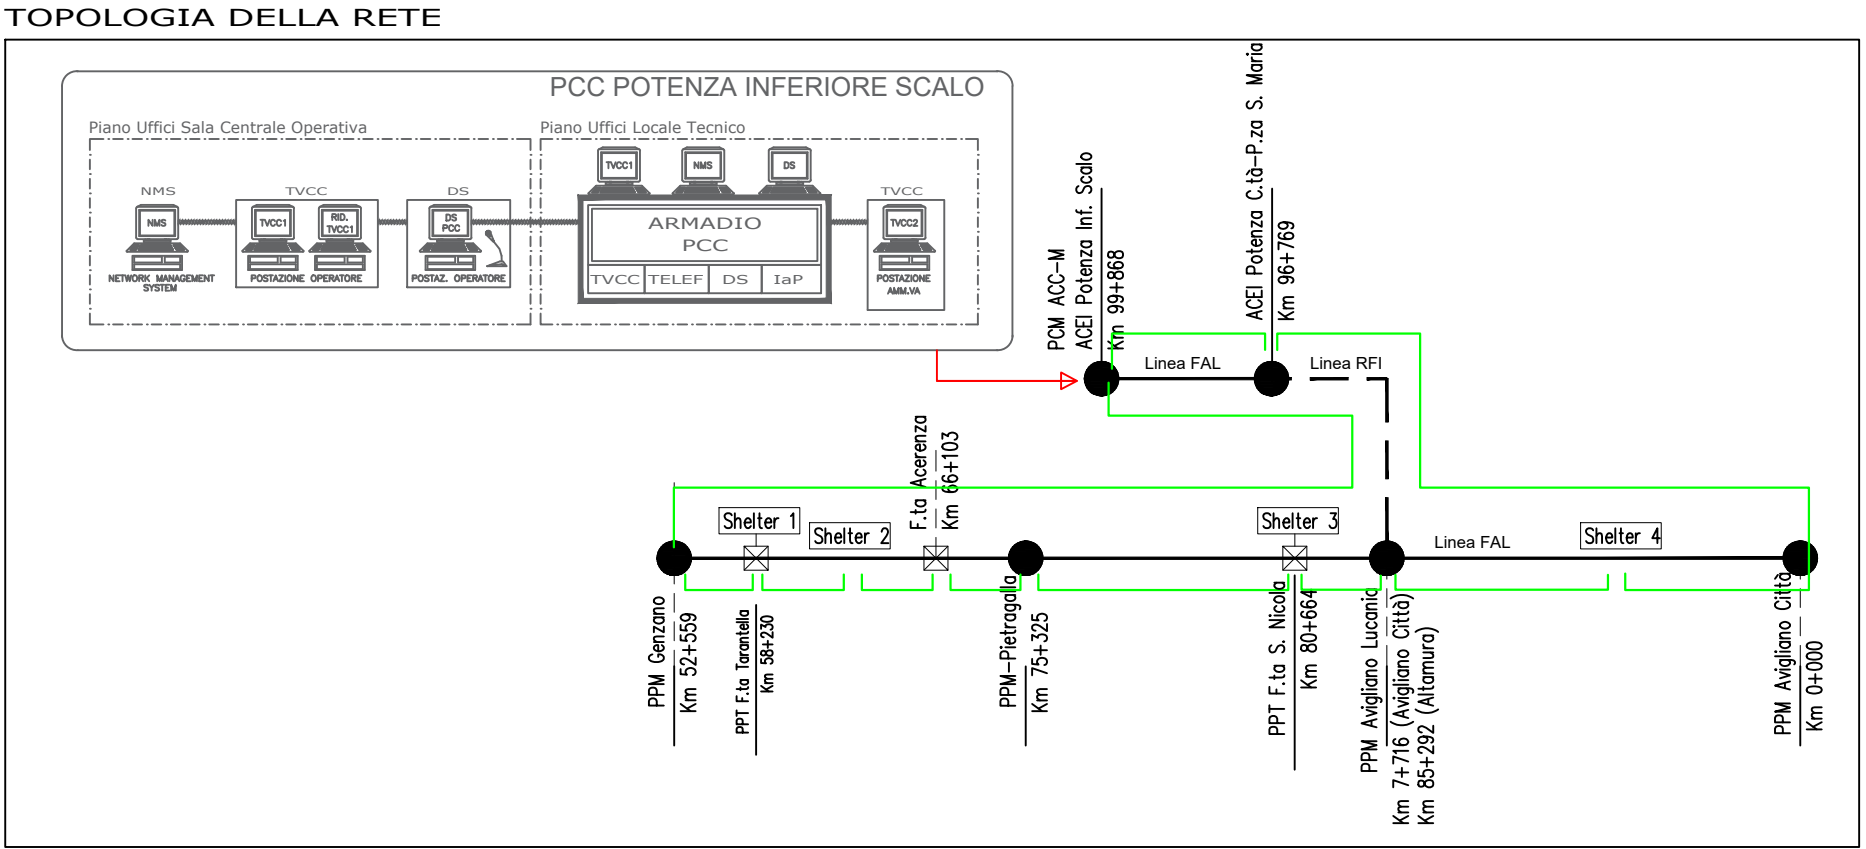 TOPOLOGIA DELLA RETE
PCC POTENZA INFERIORE SCALO
Piano Uffici Sala Centrale Operativa
Piano Uffici Locale Tecnico
NMS
TVCC
DS
NMS
TVCC1
RID.
TVCC1
DS
PCC
NETWORK MANAGEMENT
SYSTEM
POSTAZIONE OPERATORE
POSTAZ. OPERATORE
TVCC1
NMS
DS
ARMADIO
PCC
TVCC
TELEF
DS
IaP
TVCC
TVCC2
POSTAZIONE
AMM.VA
PCM ACC-M
ACEI Potenza Inf. Scalo
Km 99+868
ACEI Potenza C.tà-P.za S. Maria
Km 96+769
Linea FAL
Linea RFI
F.ta Acerenza
Km 66+103
Shelter 1
Shelter 2
Shelter 3
Linea FAL
Shelter 4
PPM Genzano
Km 52+559
PPT F.ta Tarantella
Km 58+230
PPM-Pietragalla
Km 75+325
PPT F.ta S. Nicola
Km 80+664
PPM Avigliano Lucania
Km 7+716 (Avigliano Città)
Km 85+292 (Altamura)
PPM Avigliano Città
Km 0+000